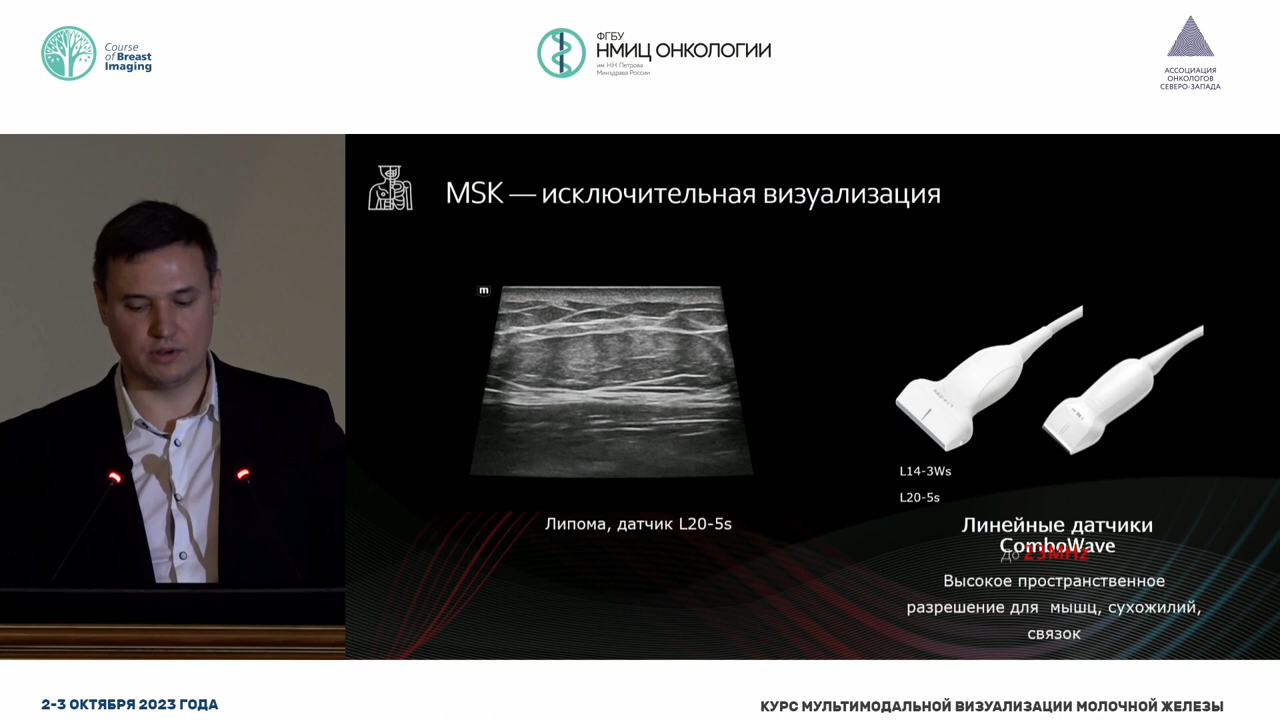 Course
of Breast
Imaging
ФГБУ
НМИЦ ОНКОЛОГИИ
им. Н.Н. Петрова
Минздрава России
АССОЦИАЦИЯ
ОНКОЛОГОВ
СЕВЕРО-ЗАПАДА
MSK — исключительная визуализация
m
Липома, датчик L20-5s
L14-3Ws
L20-5s
Линейные датчики
ComboWave
До 23MHz
Высокое пространственное
разрешение для мышц, сухожилий,
связок
2-3 ОКТЯБРЯ 2023 ГОДА
КУРС МУЛЬТИМОДАЛЬНОЙ ВИЗУАЛИЗАЦИИ МОЛОЧНОЙ ЖЕЛЕЗЫ